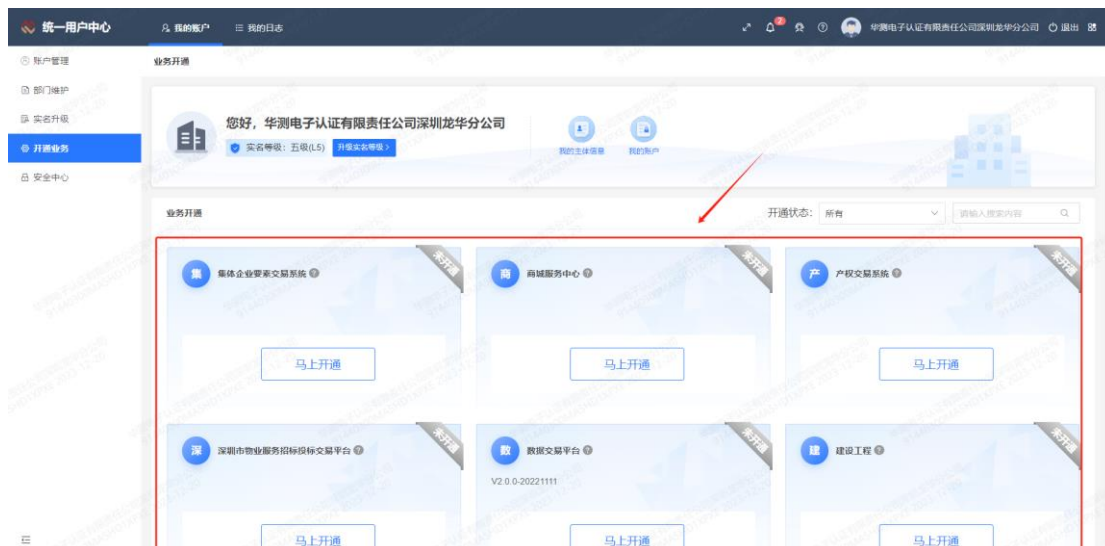 统一用户中心 我的账户 我的日志 2 华测电子认证有限责任公司深圳龙华分公司 退出
账户管理 业务开通
部门维护
实名升级
开通业务
安全中心
您好，华测电子认证有限责任公司深圳龙华分公司
实名等级：五级(L5) 升级实名等级 >
我的主体信息 我的账户
业务开通 开通状态： 所有 请输入搜索内容
集 集体企业要素交易系统 ? 未开通 商 商城服务中心 ? 未开通 产 产权交易系统 ? 未开通
马上开通 马上开通 马上开通
深 深圳市物业服务招标投标交易平台 ? 未开通 数 数据交易平台 ? 未开通 建 建设工程 ? 未开通
V2.0.0-20221111
马上开通 马上开通 马上开通